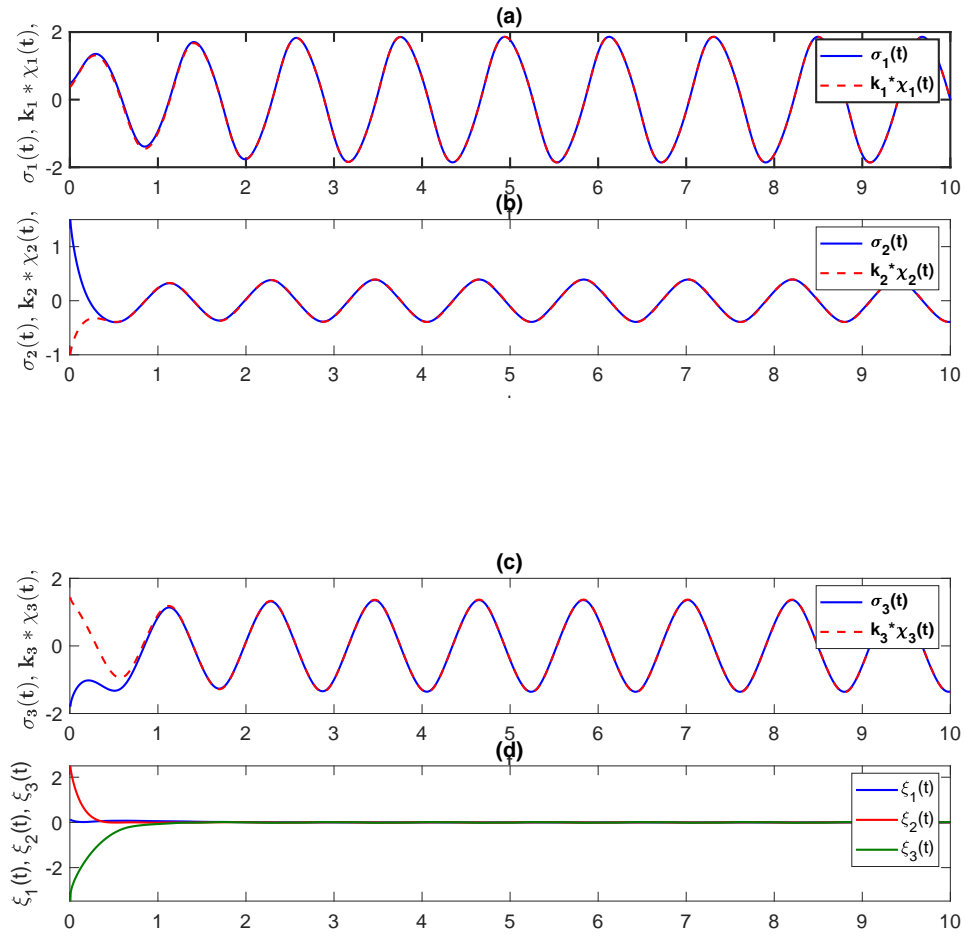 (a)
σ₁(t), k₁ * χ₁(t),
2
0
-2
σ₁(t)
k₁*χ₁(t)
0 1 2 3 4 5 6 7 8 9 10
(b)
σ₂(t), k₂ * χ₂(t),
1
0
-1
σ₂(t)
k₂*χ₂(t)
0 1 2 3 4 5 6 7 8 9 10
(c)
σ₃(t), k₃ * χ₃(t),
2
0
-2
σ₃(t)
k₃*χ₃(t)
0 1 2 3 4 5 6 7 8 9 10
(d)
ξ₁(t), ξ₂(t), ξ₃(t)
2
0
-2
ξ₁(t)
ξ₂(t)
ξ₃(t)
0 1 2 3 4 5 6 7 8 9 10